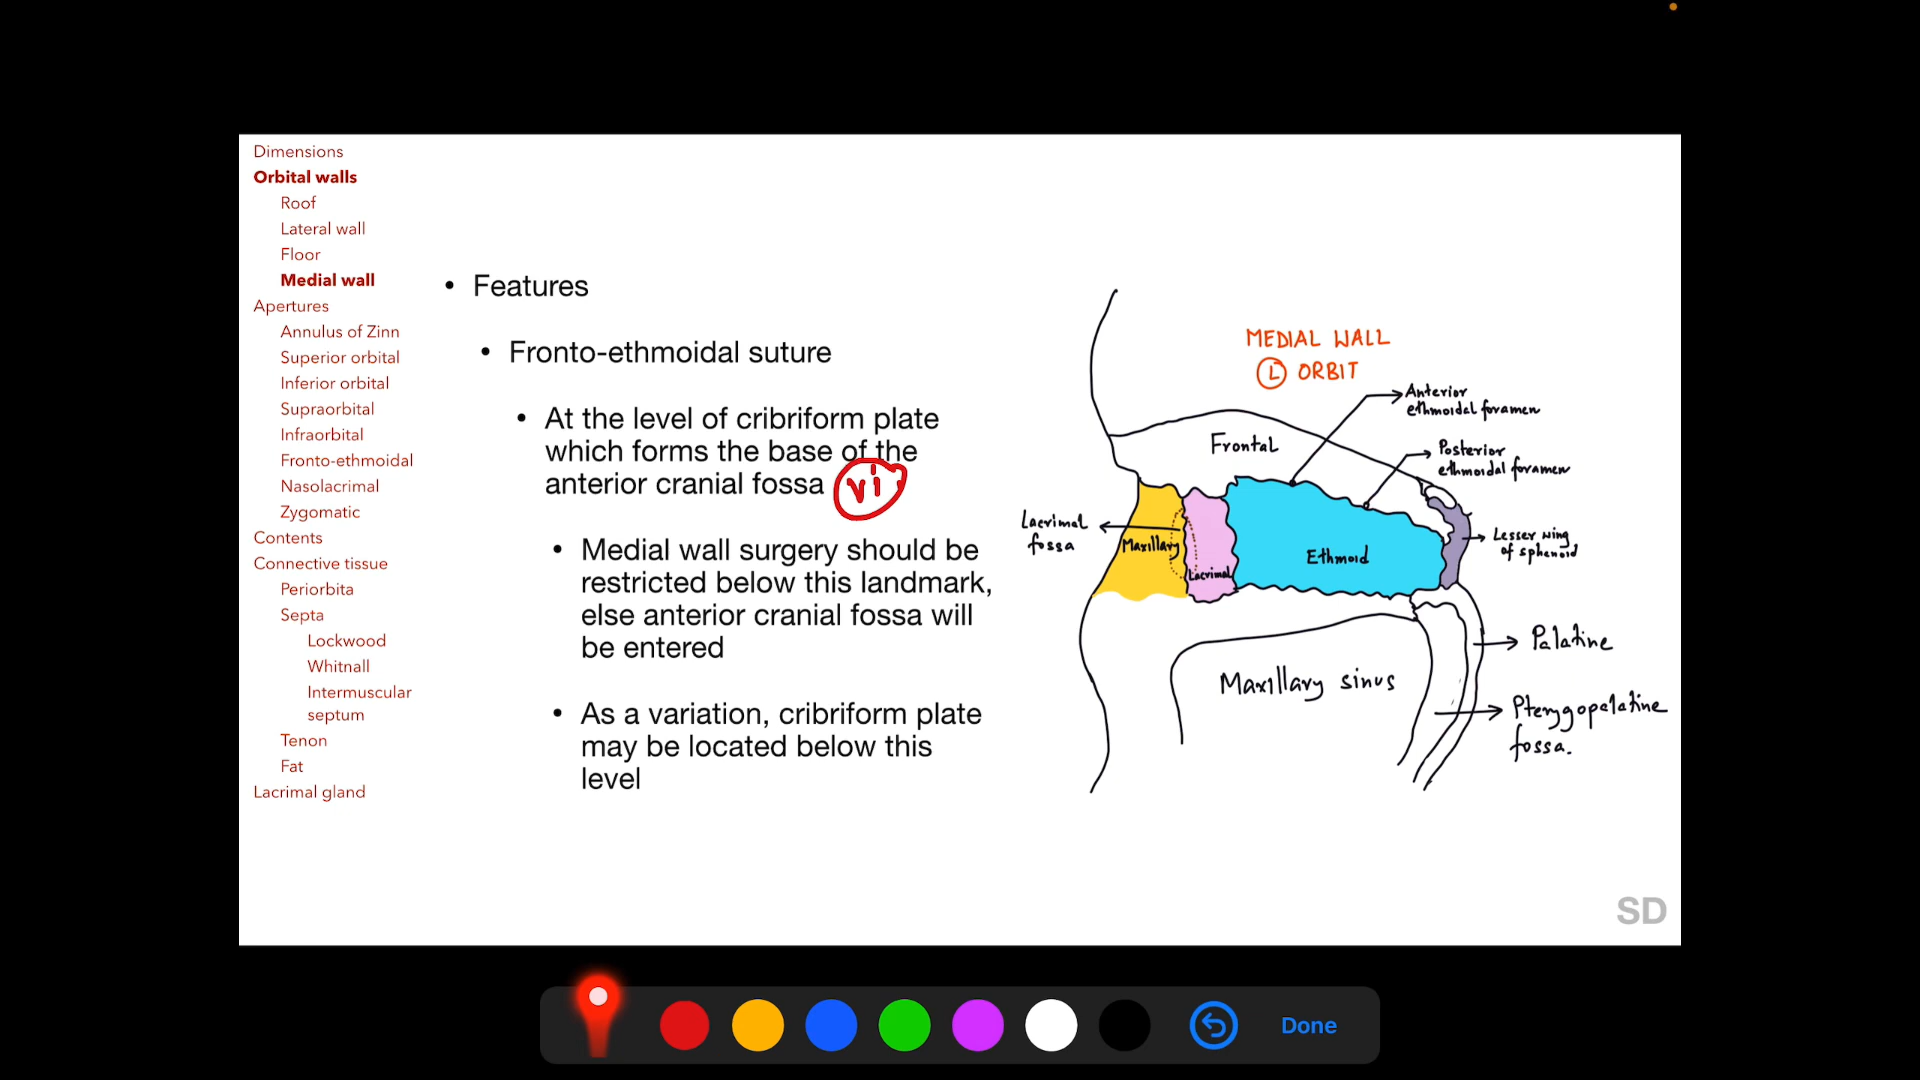 Dimensions
Orbital walls
Roof
Lateral wall
Floor
Medial wall
Apertures
Annulus of Zinn
Superior orbital
Inferior orbital
Supraorbital
Infraorbital
Fronto-ethmoidal
Nasolacrimal
Zygomatic
Contents
Connective tissue
Periorbita
Septa
Lockwood
Whitnall
Intermuscular
septum
Tenon
Fat
Lacrimal gland
• Features
• Fronto-ethmoidal suture
• At the level of cribriform plate
which forms the base of the
anterior cranial fossa vi
• Medial wall surgery should be
restricted below this landmark,
else anterior cranial fossa will
be entered
• As a variation, cribriform plate
may be located below this
level
MEDIAL WALL
L ORBIT
Anterior
ethmoidal foramen
Frontal
Posterior
ethmoidal foramen
Lacrimal
fossa
Maxillary
Lacrimal
Ethmoid
Lesser wing
of sphenoid
Palatine
Maxillary sinus
Pterygopalatine
fossa.
SD
Done